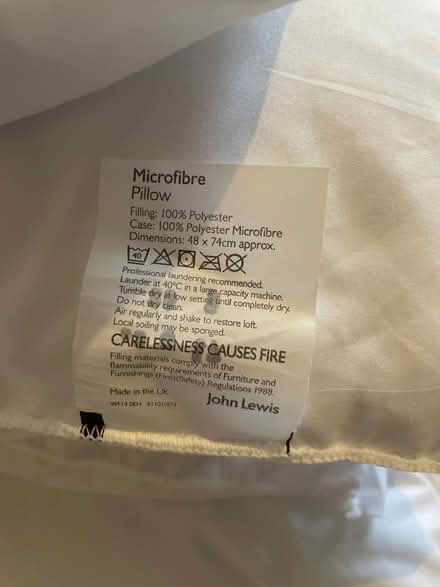 Microfibre
Pillow
Filling: 100% Polyester
Case: 100% Polyester Microfibre
Dimensions: 48 x 74cm approx.
40
Professional laundering recommended.
Launder at 40°C in a large capacity machine.
Tumble dry at low setting until completely dry.
Do not dry clean.
Air regularly and shake to restore loft.
Local soiling may be sponged.
CARELESSNESS CAUSES FIRE
Filling materials comply with the
flammability requirements of Furniture and
Furnishings (Fire)(Safety) Regulations 1988.
Made in the UK
John Lewis